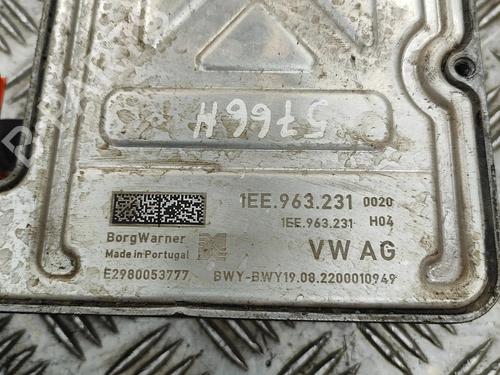 5766H
1EE.963.231 0020
1EE.963.231 H04
BorgWarner
Made in Portugal
VW AG
E2980053777
BWY-BWY19.08.2200010949